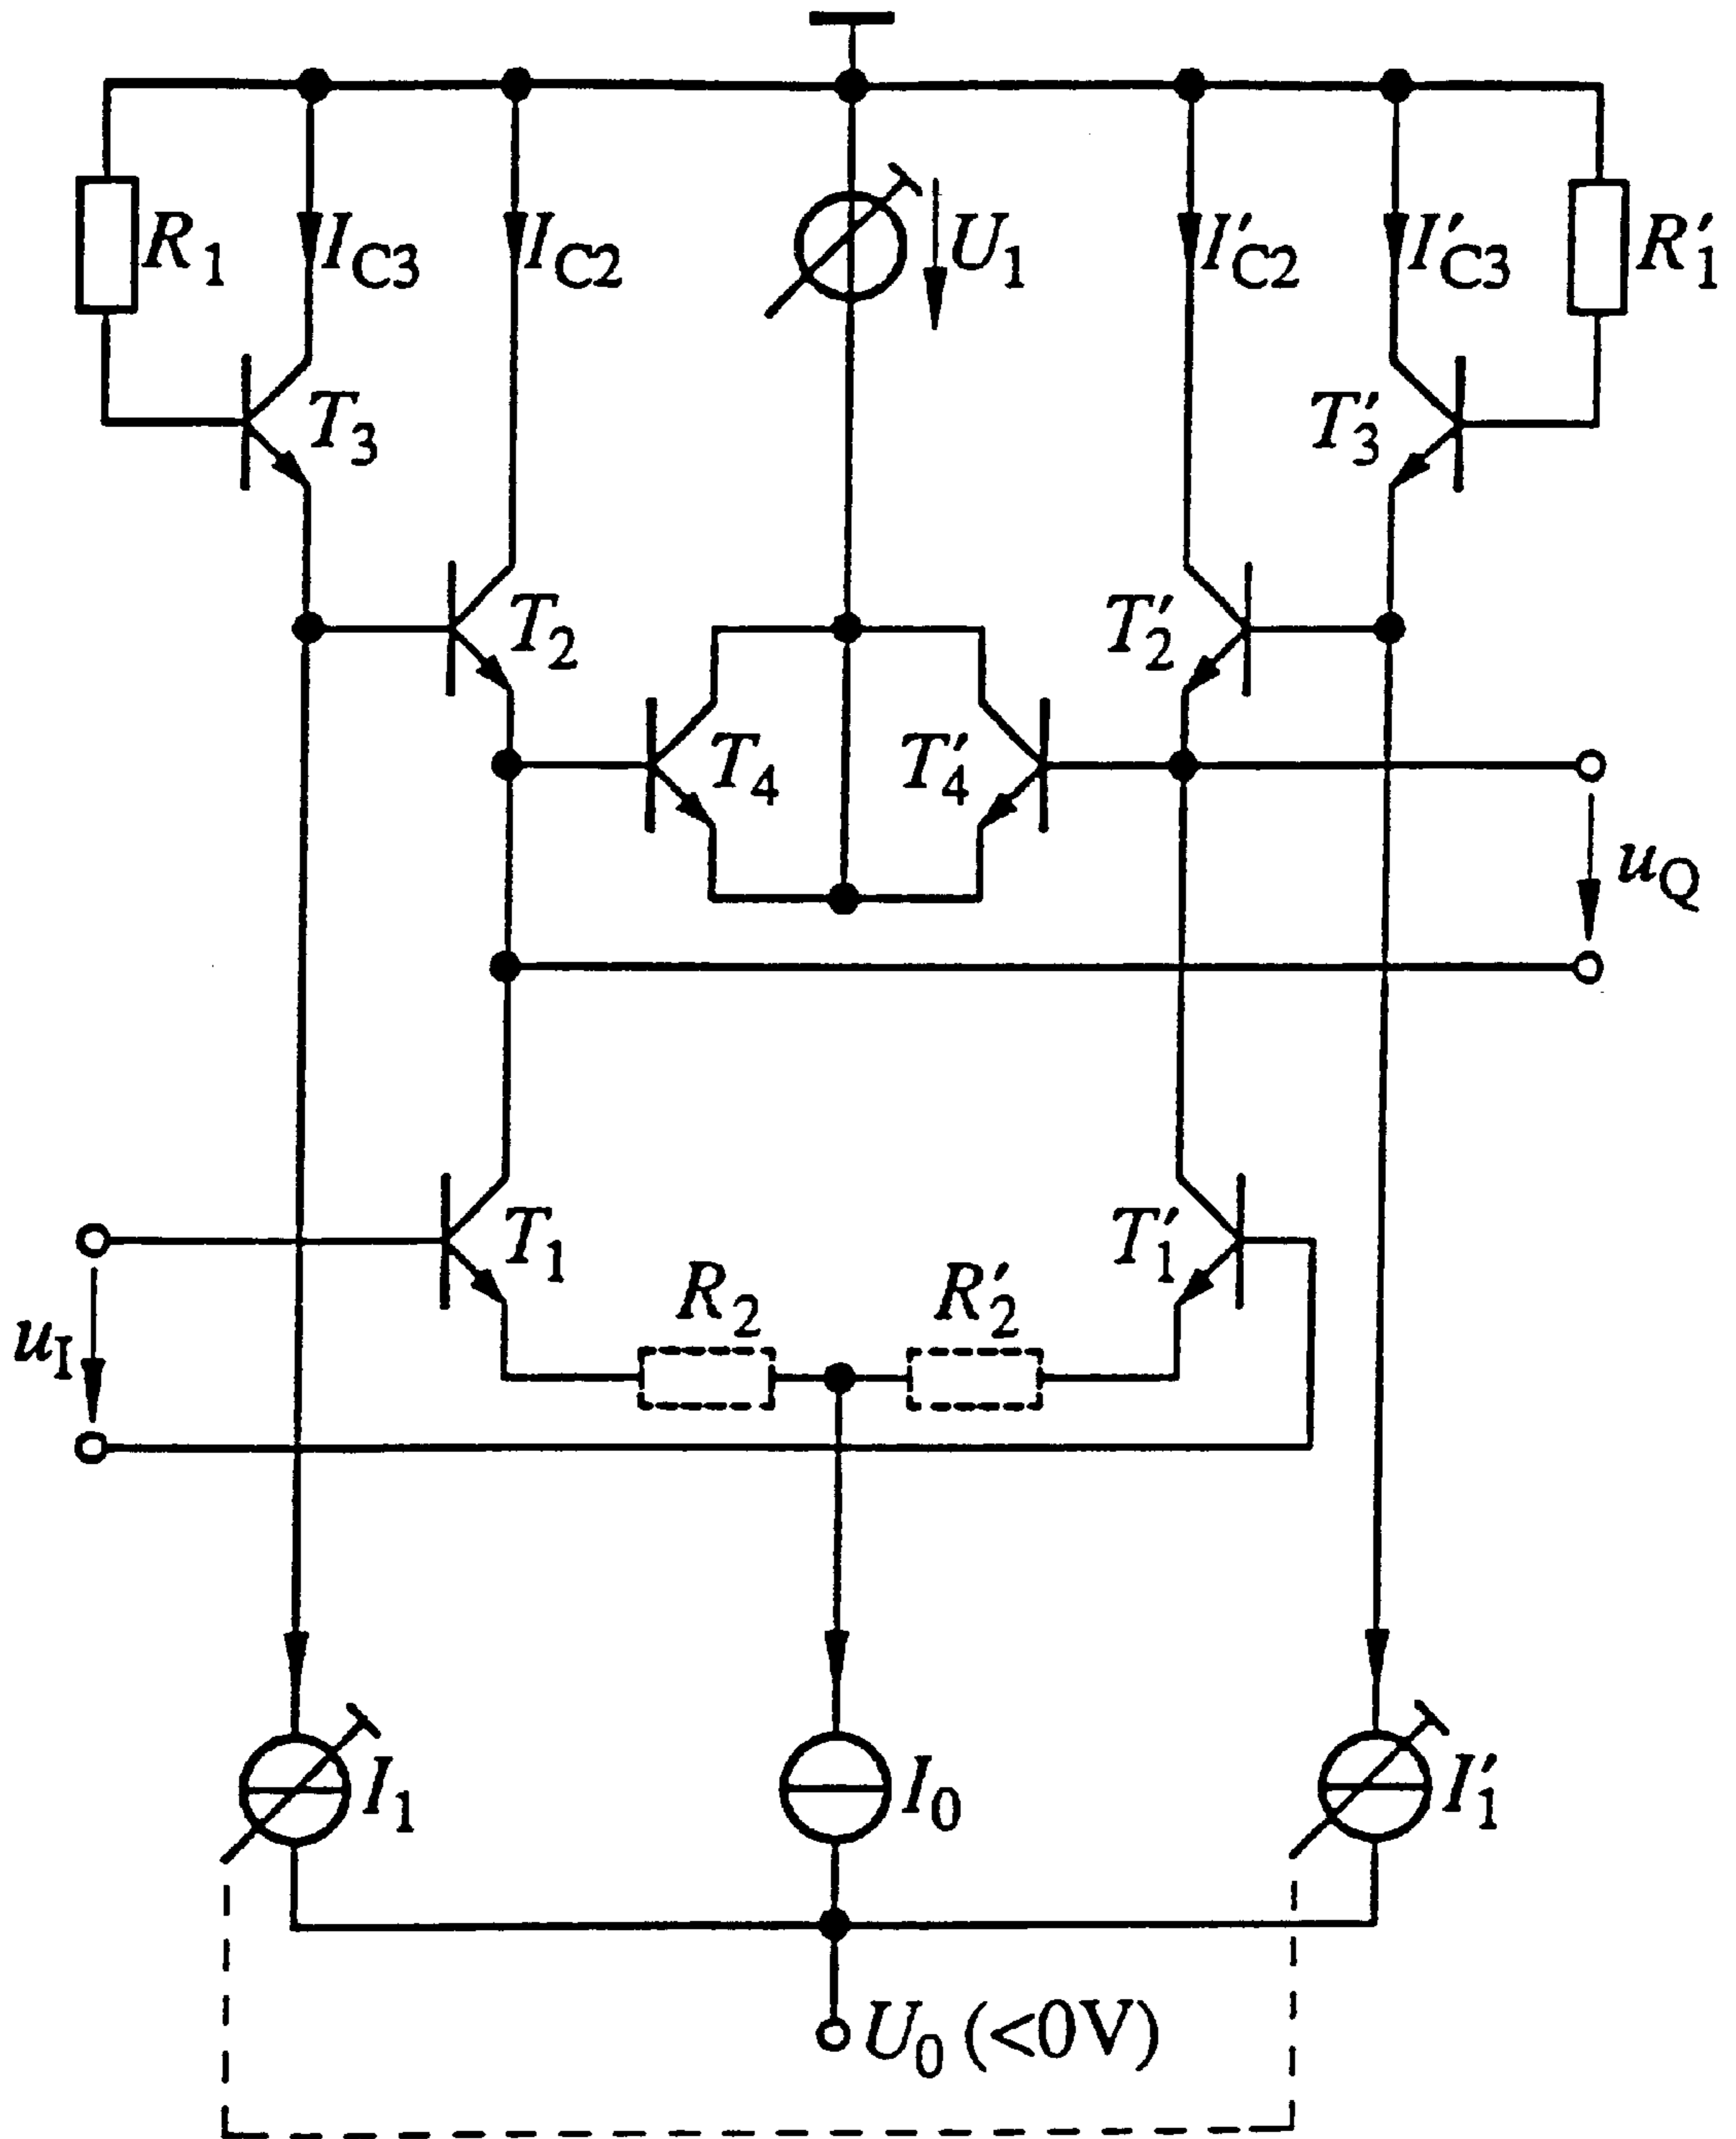 R1
IC3
IC2
U1
I′C2
I′C3
R′1
T3
T′3
T2
T′2
T4
T′4
uQ
T1
T′1
R2
R′2
uI
I1
I0
I′1
U0 (<0V)